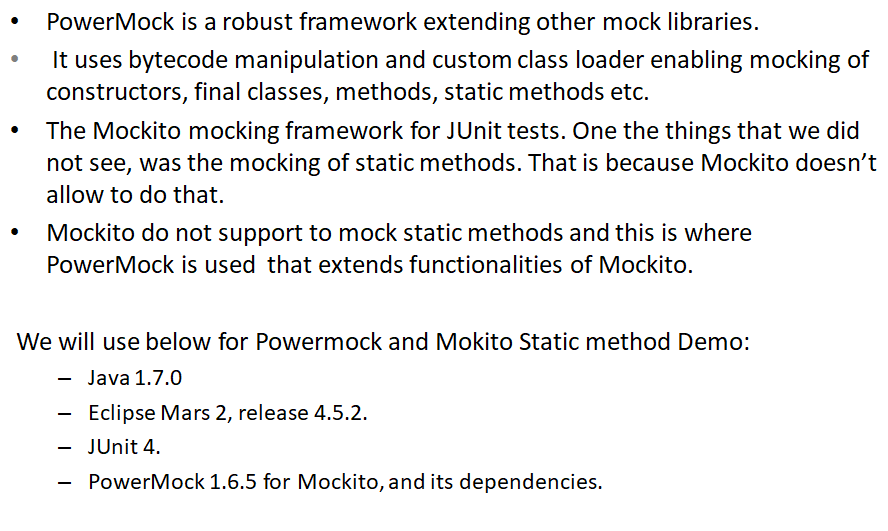 • PowerMock is a robust framework extending other mock libraries.
• It uses bytecode manipulation and custom class loader enabling mocking of
constructors, final classes, methods, static methods etc.
• The Mockito mocking framework for JUnit tests. One the things that we did
not see, was the mocking of static methods. That is because Mockito doesn’t
allow to do that.
• Mockito do not support to mock static methods and this is where
PowerMock is used that extends functionalities of Mockito.
We will use below for Powermock and Mokito Static method Demo:
– Java 1.7.0
– Eclipse Mars 2, release 4.5.2.
– JUnit 4.
– PowerMock 1.6.5 for Mockito, and its dependencies.